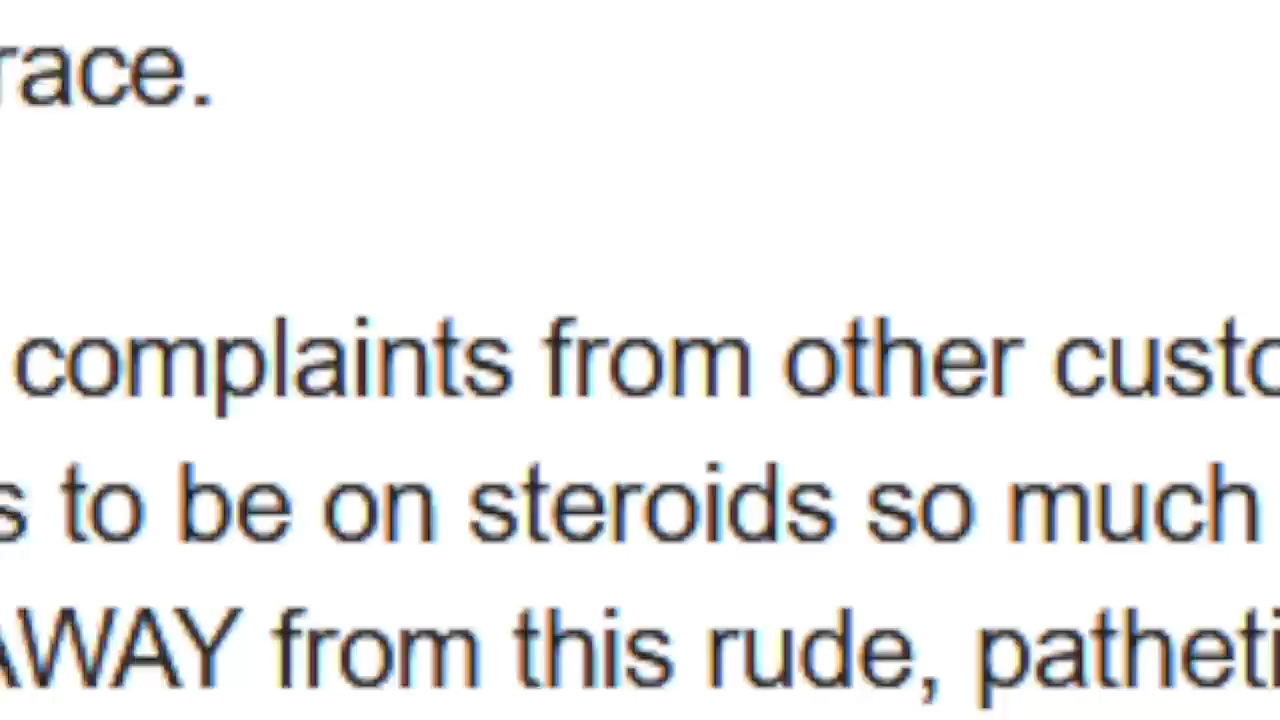 race.
complaints from other custo
s to be on steroids so much
AWAY from this rude, patheti